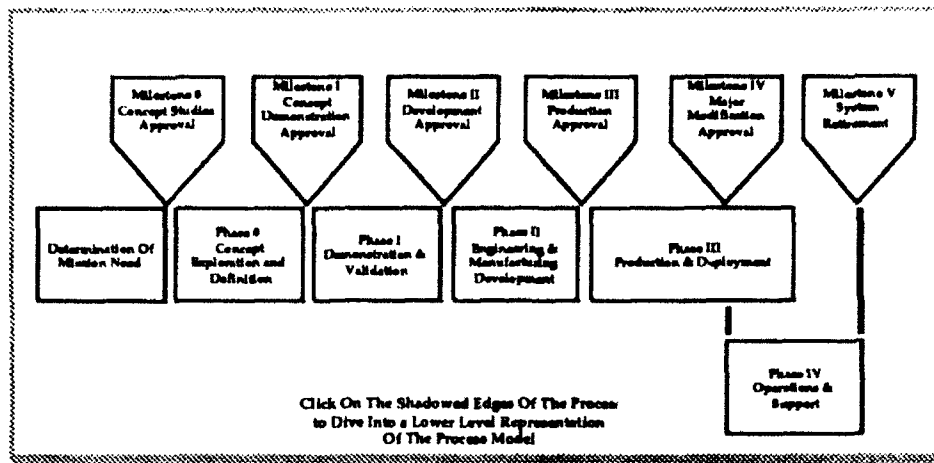 Milestone 0
Concept Studies
Approval
Milestone I
Concept
Demonstration
Approval
Milestone II
Development
Approval
Milestone III
Production
Approval
Milestone IV
Major
Modification
Approval
Milestone V
System
Retirement
Determination Of
Mission Need
Phase 0
Concept
Exploration and
Definition
Phase I
Demonstration &
Validation
Phase II
Engineering &
Manufacturing
Development
Phase III
Production & Deployment
Phase IV
Operations &
Support
Click On The Shadowed Edges Of The Process
to Dive Into a Lower Level Representation
Of The Process Model